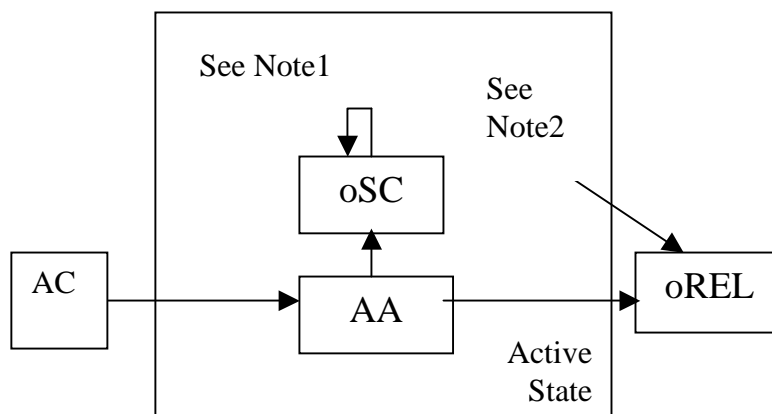 See Note1
See
Note2
oSC
AC
AA
oREL
Active
State